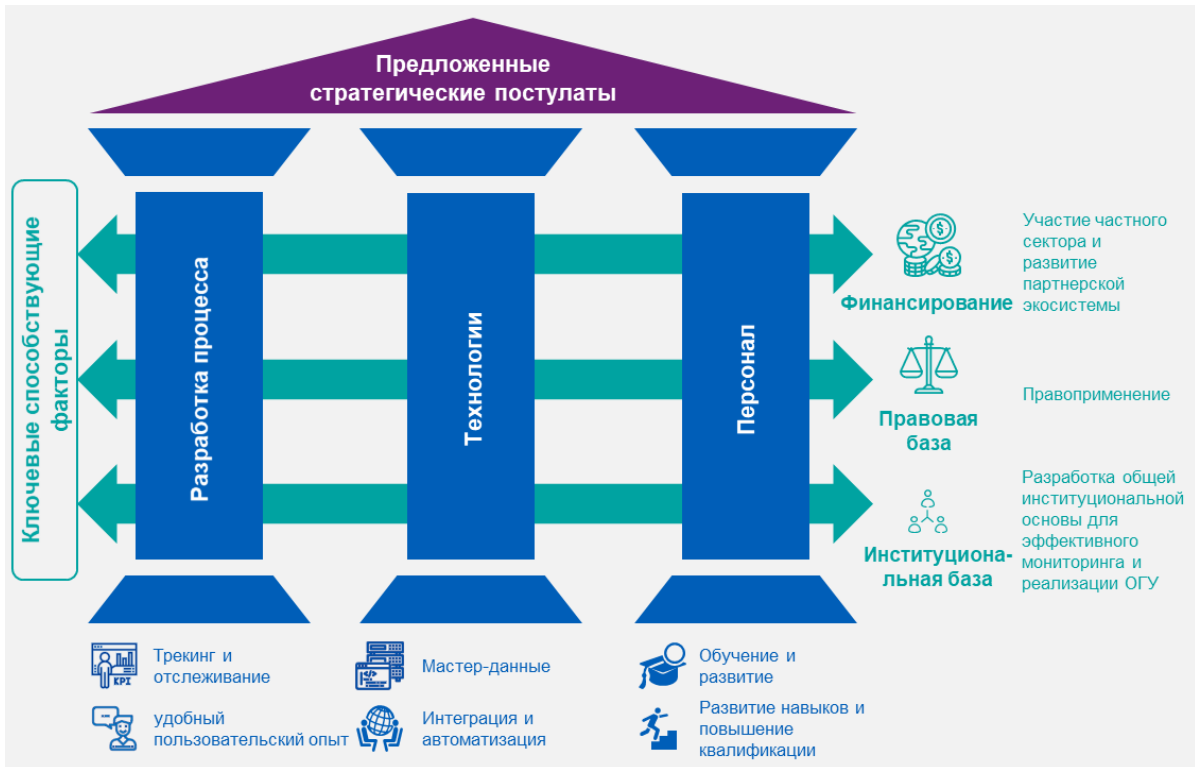 Предложенные
стратегические постулаты
Ключевые способствующие
факторы
Разработка процесса
Технологии
Персонал
Финансирование
Участие частного
сектора и
развитие
партнерской
экосистемы
Правовая
база
Правоприменение
Институциона-
льная база
Разработка общей
институциональной
основы для
эффективного
мониторинга и
реализации ОГУ
KPI
Трекинг и
отслеживание
удобный
пользовательский опыт
</>
Мастер-данные
Интеграция и
автоматизация
Обучение и
развитие
Развитие навыков и
повышение
квалификации